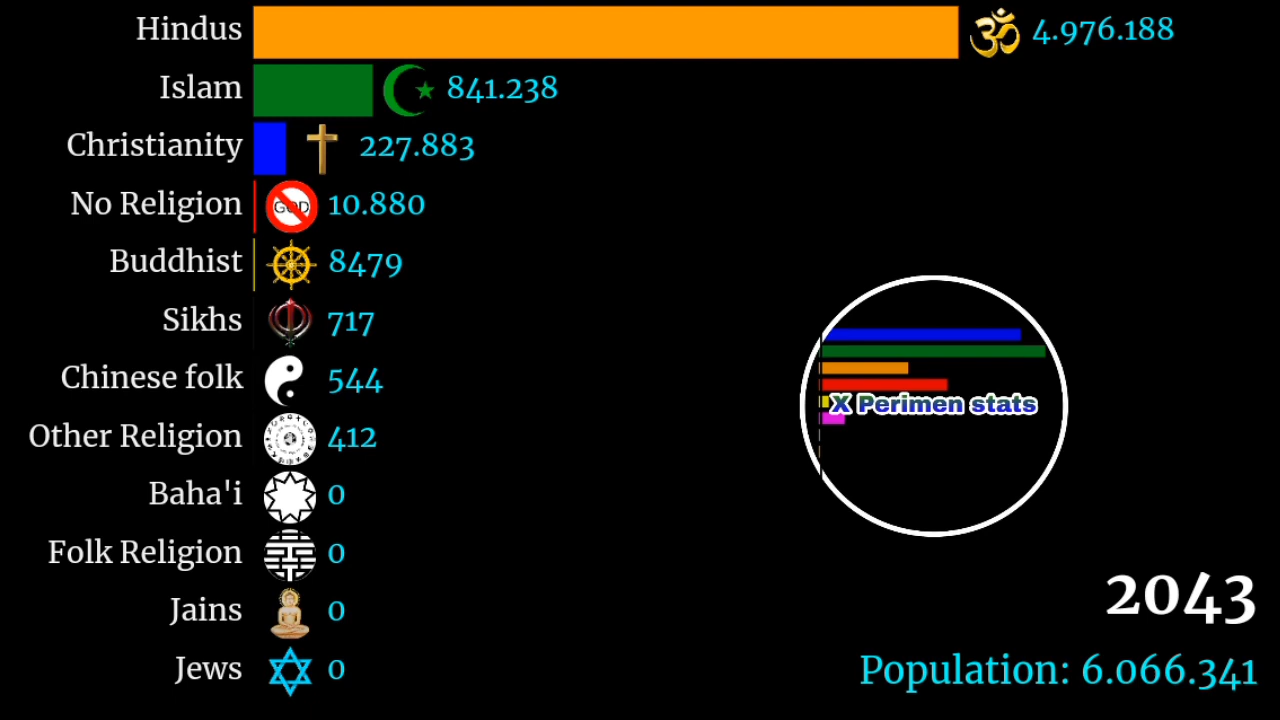 Hindus 4.976.188
Islam 841.238
Christianity 227.883
No Religion GOD 10.880
Buddhist 8479
Sikhs 717
Chinese folk 544
Other Religion 412
Baha'i 0
Folk Religion 0
Jains 0
Jews 0
X Perimen stats
2043
Population: 6.066.341